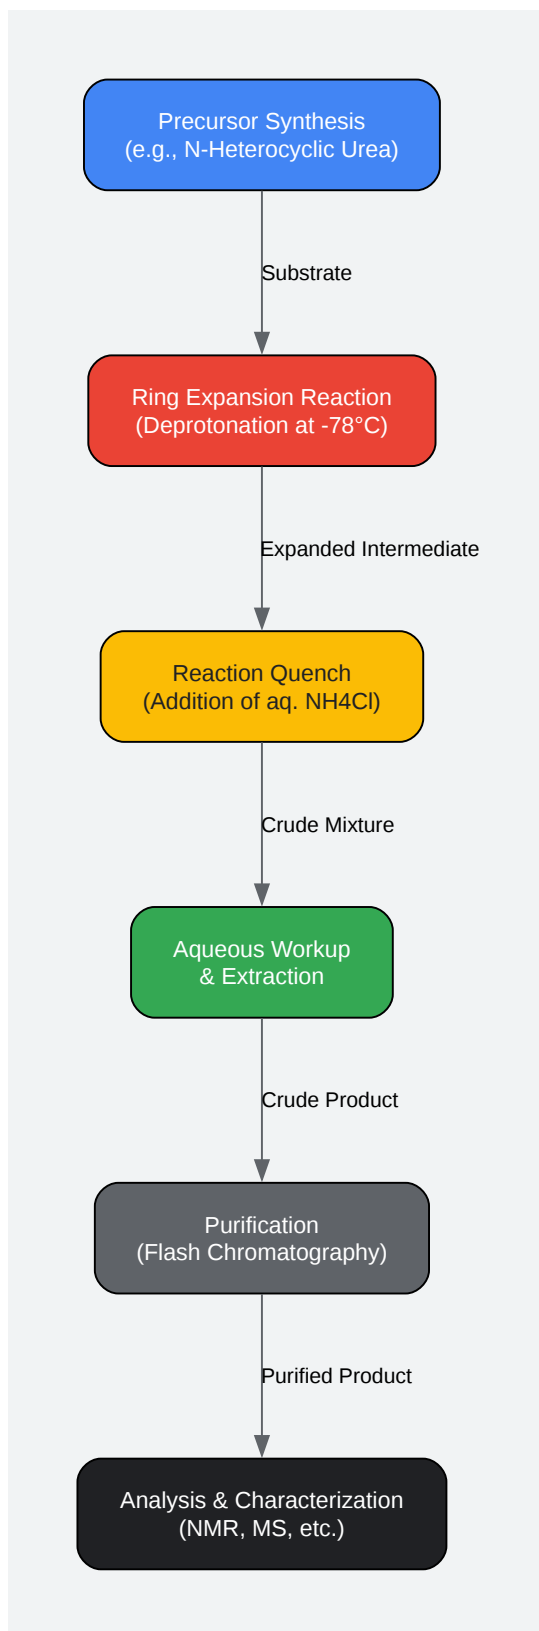 Precursor Synthesis
(e.g., N-Heterocyclic Urea)
Substrate
Ring Expansion Reaction
(Deprotonation at -78°C)
Expanded Intermediate
Reaction Quench
(Addition of aq. NH4Cl)
Crude Mixture
Aqueous Workup
& Extraction
Crude Product
Purification
(Flash Chromatography)
Purified Product
Analysis & Characterization
(NMR, MS, etc.)